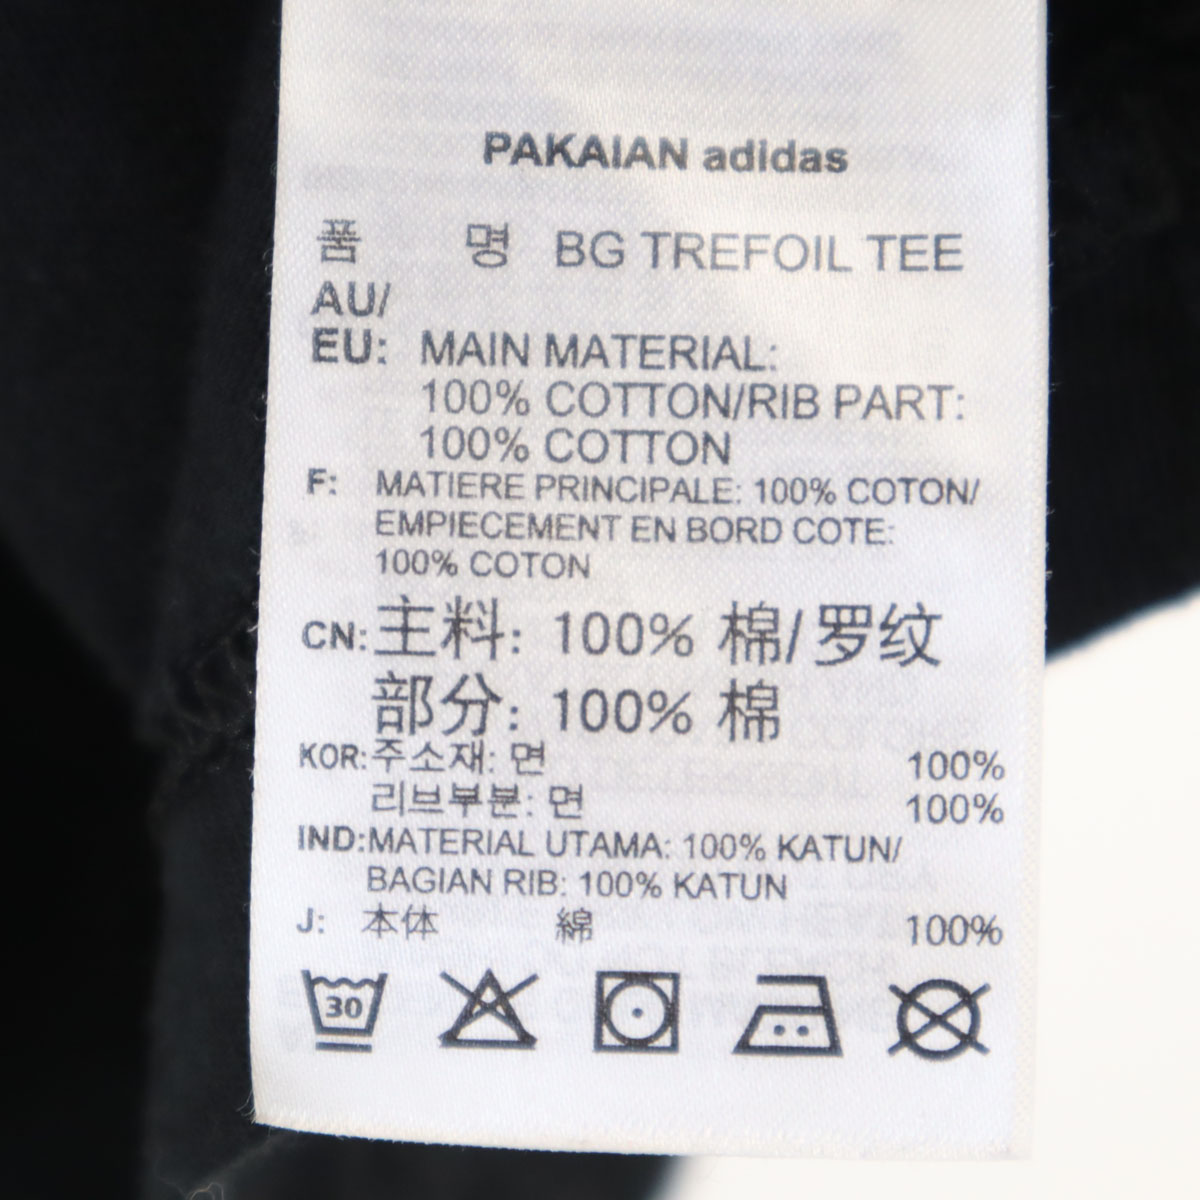 PAKAIAN adidas
품 명 BG TREFOIL TEE
AU/
EU: MAIN MATERIAL:
100% COTTON/RIB PART:
100% COTTON
F: MATIERE PRINCIPALE: 100% COTON/
EMPIECEMENT EN BORD COTE:
100% COTON
CN:主料: 100% 棉/罗纹
部分: 100% 棉
KOR:주소재: 면 100%
리브부분: 면 100%
IND:MATERIAL UTAMA: 100% KATUN/
BAGIAN RIB: 100% KATUN
J: 本体 綿 100%
30